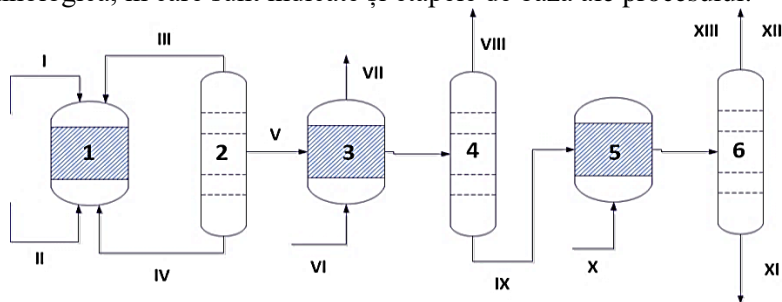 în care sunt indicate și etapele de bază ale procesului.
XIII XII
III VIII
I VII
V
1 2 3 4 5 6
II VI X XI
IV IX